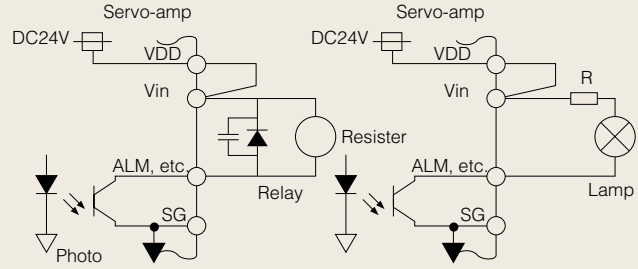 Servo-amp
DC24V
VDD
Vin
Resister
ALM, etc.
Relay
SG
Photo
Servo-amp
DC24V
VDD
R
Vin
ALM, etc.
Lamp
SG